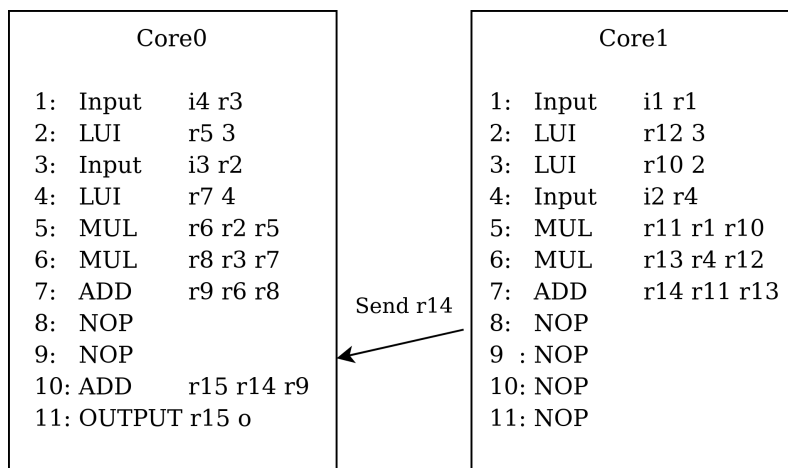 Core0
1: Input i4 r3
2: LUI r5 3
3: Input i3 r2
4: LUI r7 4
5: MUL r6 r2 r5
6: MUL r8 r3 r7
7: ADD r9 r6 r8
8: NOP
9: NOP
10: ADD r15 r14 r9
11: OUTPUT r15 o
Send r14
Core1
1: Input i1 r1
2: LUI r12 3
3: LUI r10 2
4: Input i2 r4
5: MUL r11 r1 r10
6: MUL r13 r4 r12
7: ADD r14 r11 r13
8: NOP
9 : NOP
10: NOP
11: NOP